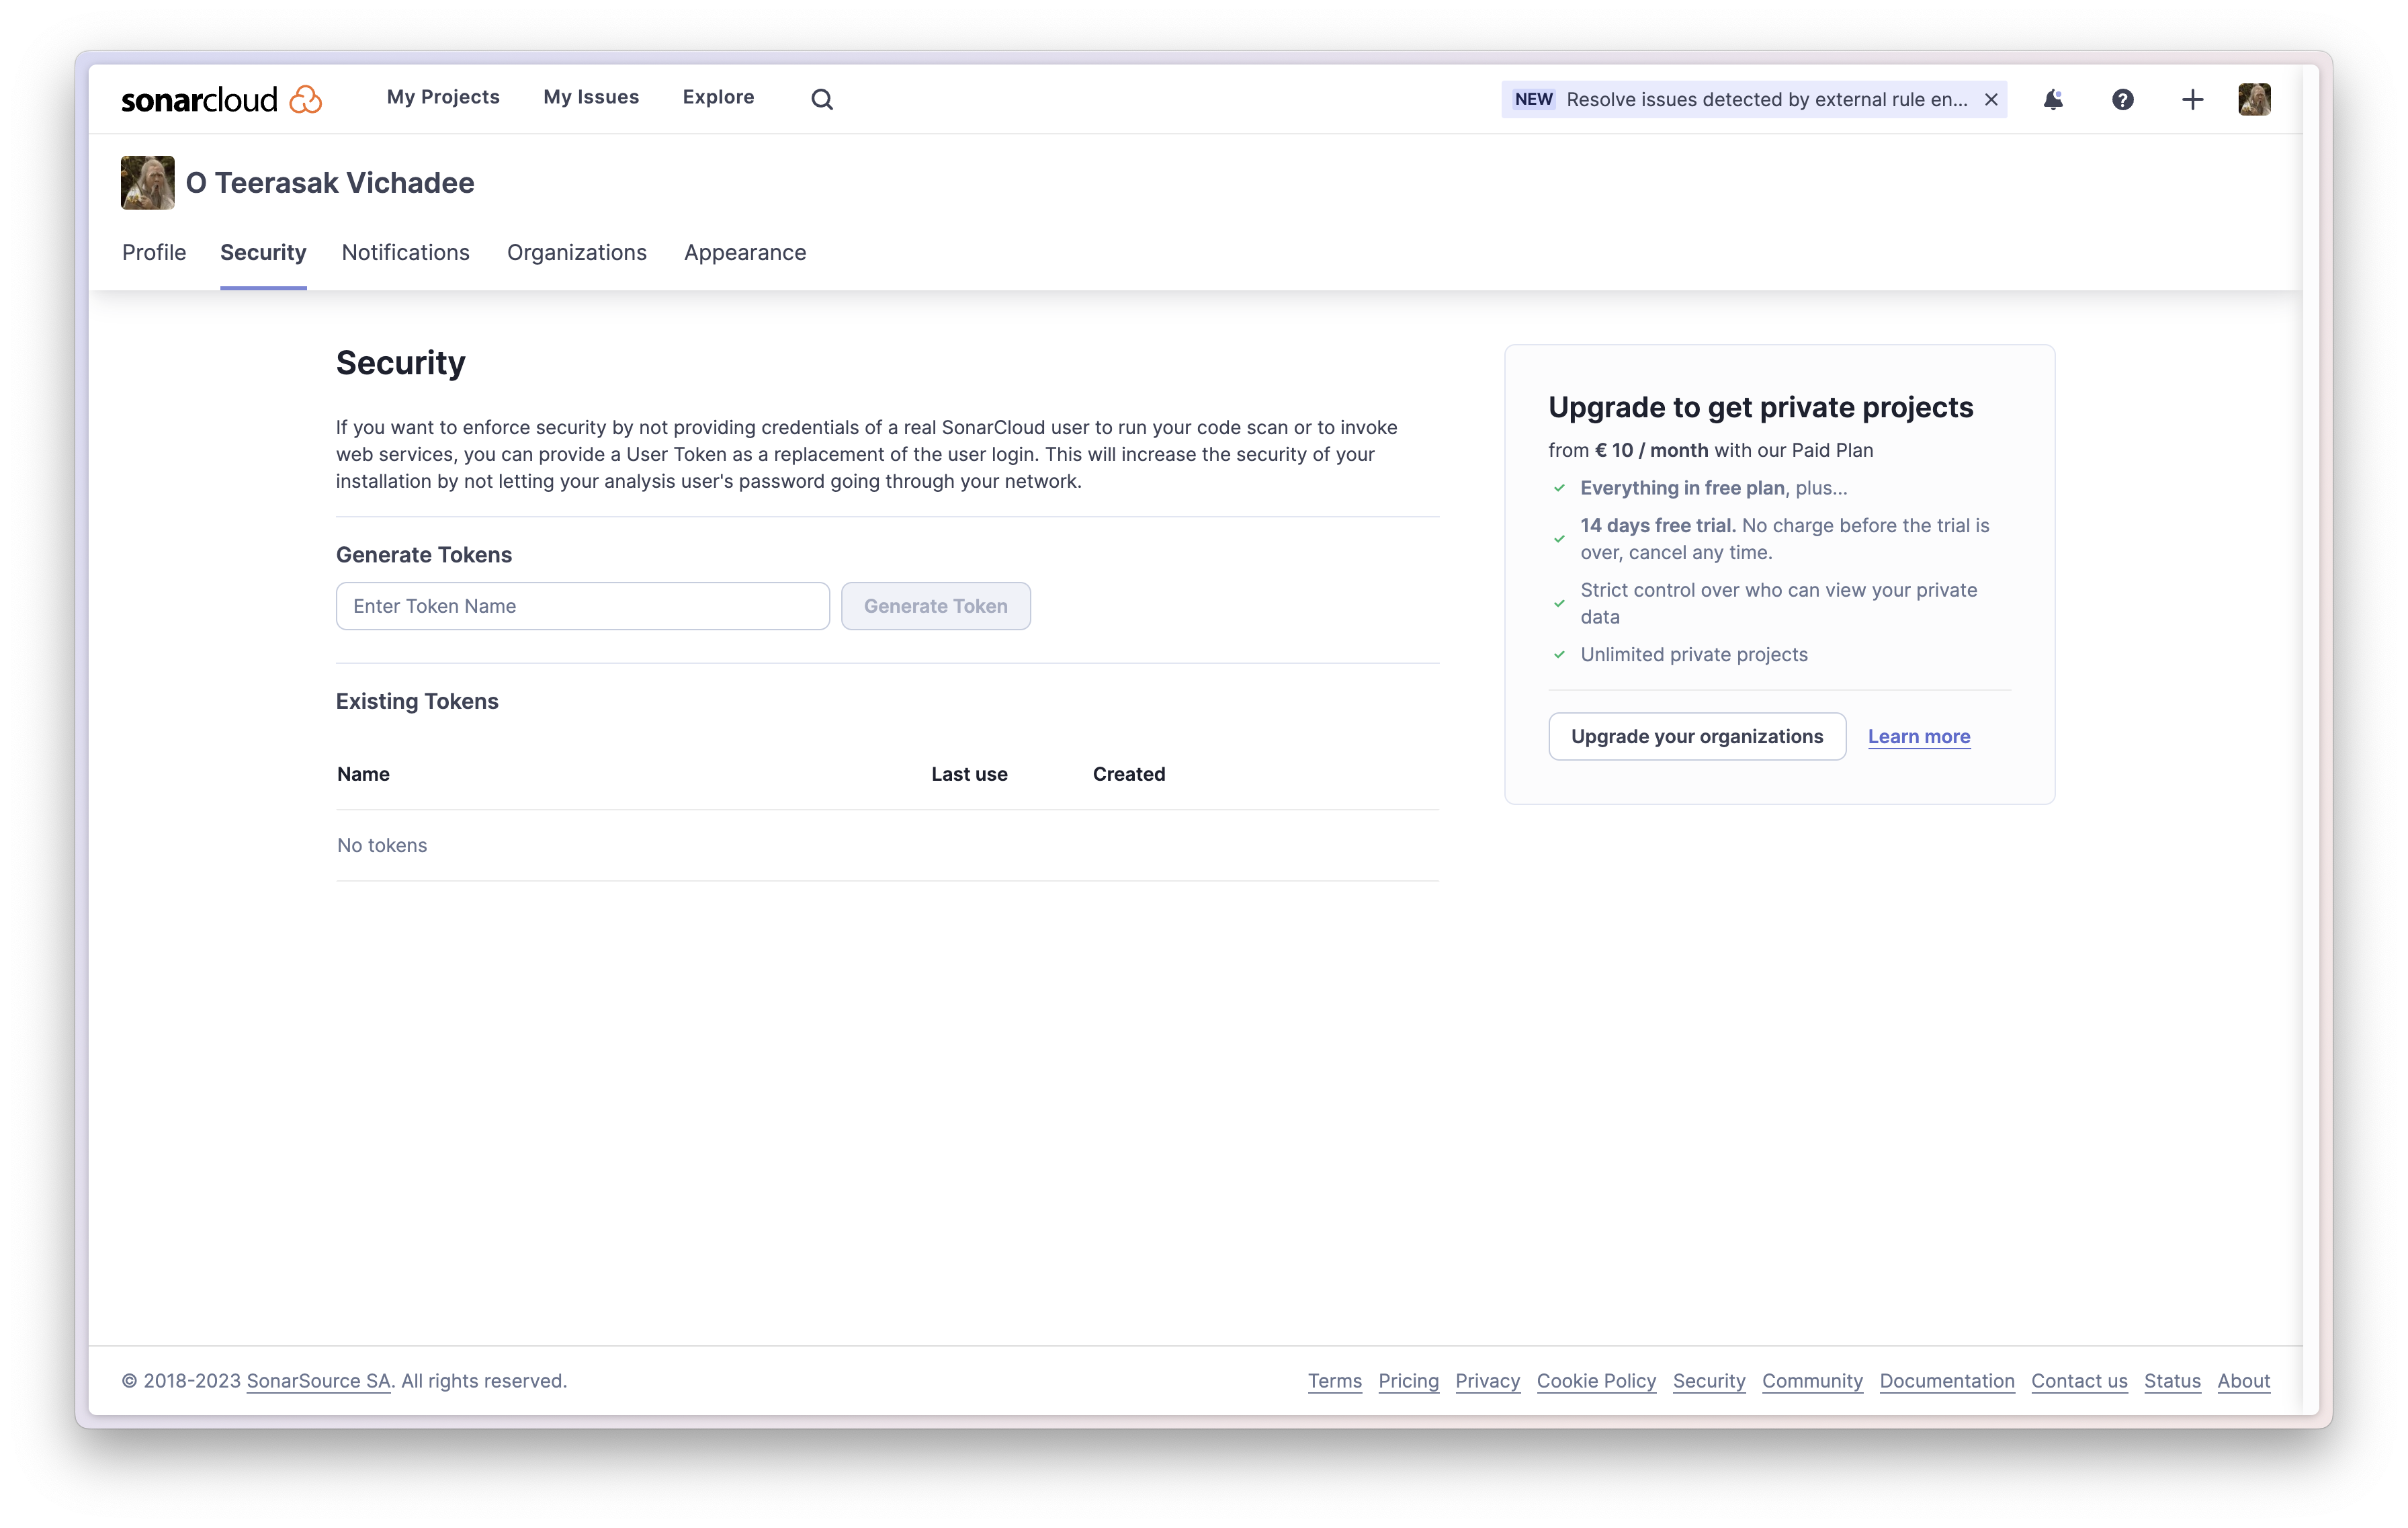 sonarcloud
My Projects My Issues Explore
NEW Resolve issues detected by external rule en...
O Teerasak Vichadee
Profile Security Notifications Organizations Appearance
Security
If you want to enforce security by not providing credentials of a real SonarCloud user to run your code scan or to invoke
web services, you can provide a User Token as a replacement of the user login. This will increase the security of your
installation by not letting your analysis user's password going through your network.
Generate Tokens
Enter Token Name Generate Token
Existing Tokens
Name Last use Created
No tokens
Upgrade to get private projects
from € 10 / month with our Paid Plan
Everything in free plan, plus...
14 days free trial. No charge before the trial is
over, cancel any time.
Strict control over who can view your private
data
Unlimited private projects
Upgrade your organizations Learn more
© 2018-2023 SonarSource SA. All rights reserved.
Terms Pricing Privacy Cookie Policy Security Community Documentation Contact us Status About